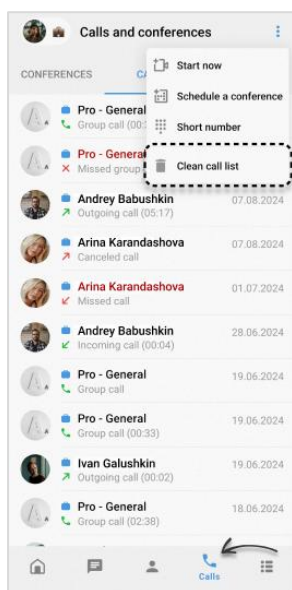 Calls and conferences
CONFERENCES
Start now
Schedule a conference
Short number
Clean call list
Pro - General
Group call (00:
Pro - Genera
Missed group
Andrey Babushkin
Outgoing call (05:17)
07.08.2024
Arina Karandashova
Canceled call
07.08.2024
Arina Karandashova
Missed call
01.07.2024
Andrey Babushkin
Incoming call (00:04)
28.06.2024
Pro - General
Group call
19.06.2024
Pro - General
Group call (00:33)
19.06.2024
Ivan Galushkin
Outgoing call (00:02)
19.06.2024
Pro - General
Group call (02:38)
18.06.2024
Calls